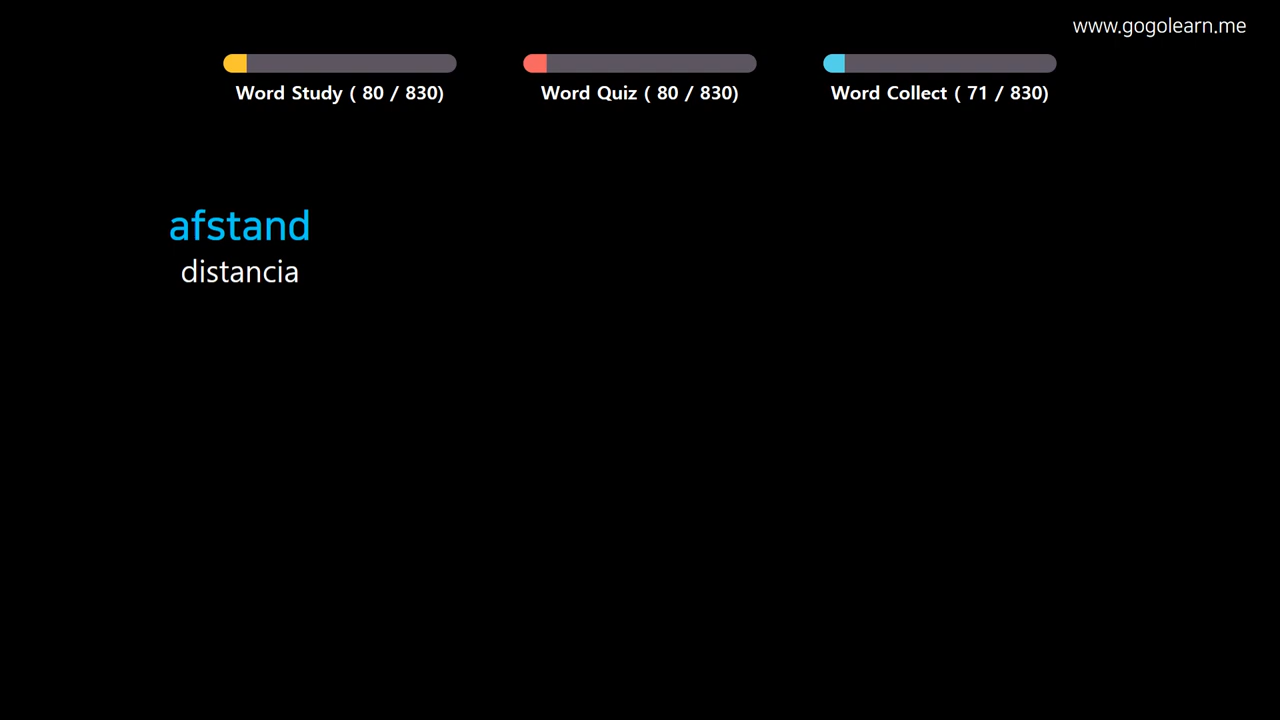 www.gogolearn.me
Word Study ( 80 / 830)
Word Quiz ( 80 / 830)
Word Collect ( 71 / 830)
afstand
distancia